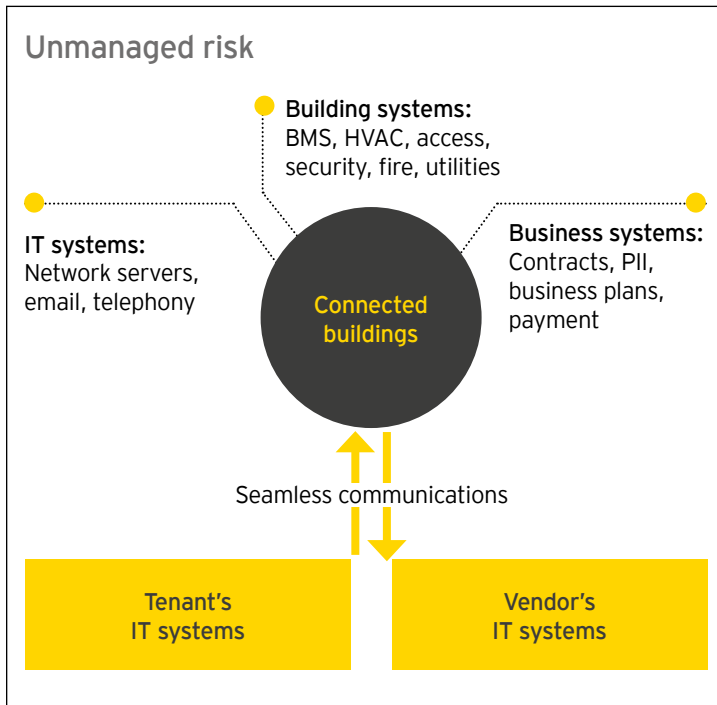 Unmanaged risk
Building systems:
BMS, HVAC, access,
security, fire, utilities
IT systems:
Network servers,
email, telephony
Business systems:
Contracts, PII,
business plans,
payment
Connected
buildings
Seamless communications
Tenant’s
IT systems
Vendor’s
IT systems